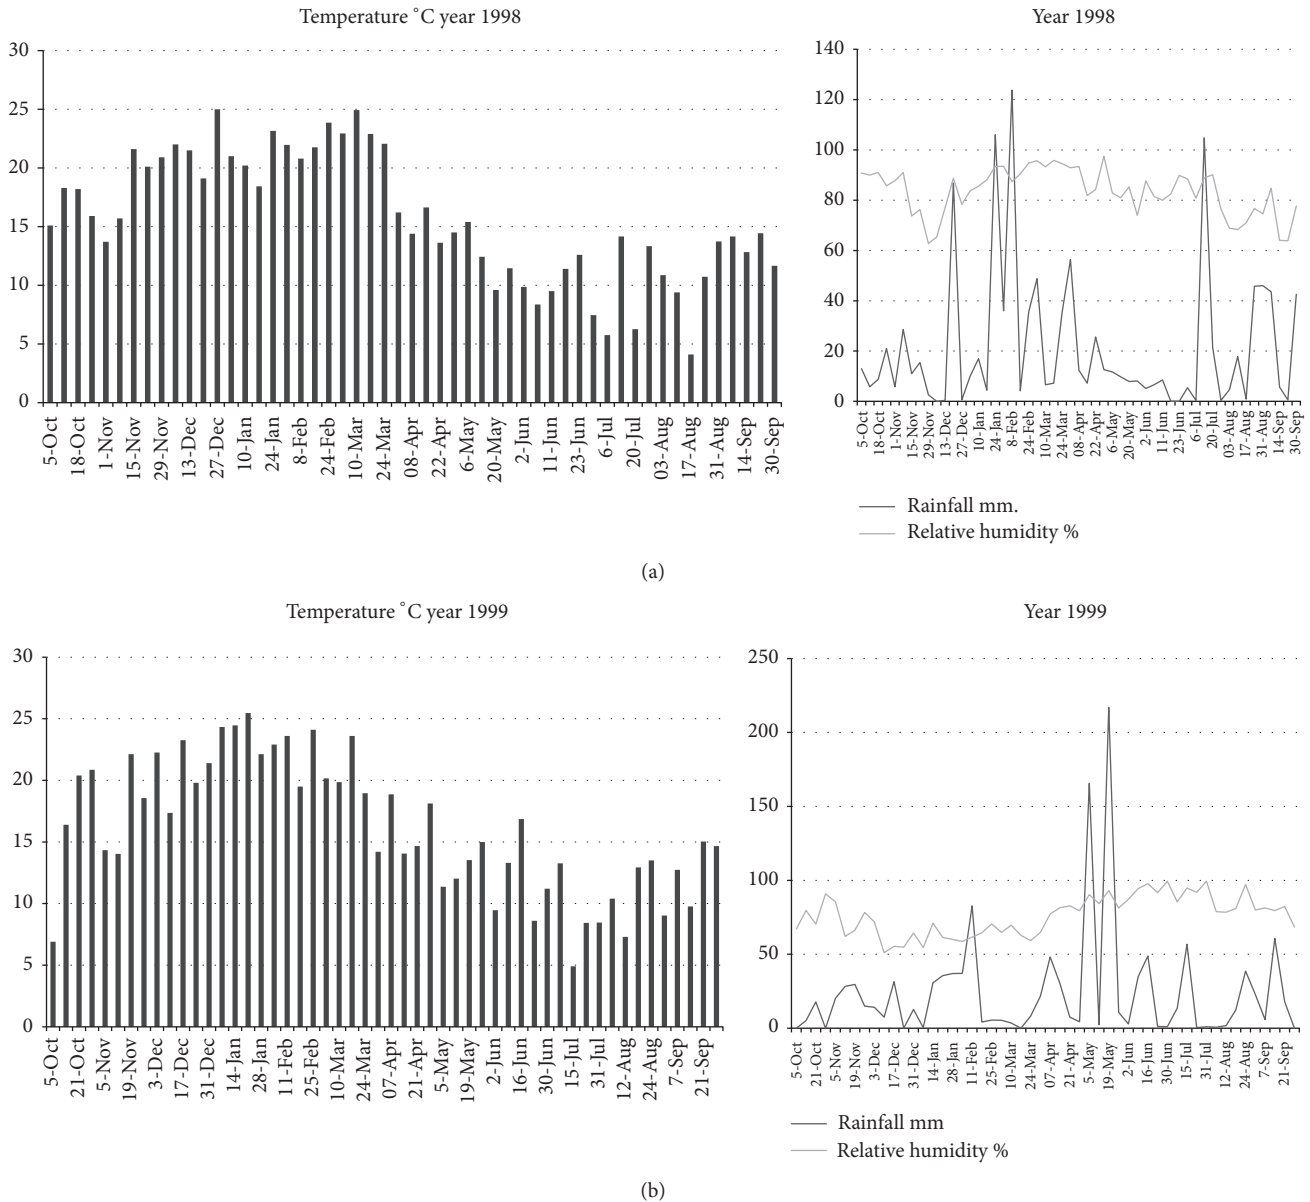 Temperature °C year 1998
30
25
20
15
10
5
0
5-Oct
18-Oct
1-Nov
15-Nov
29-Nov
13-Dec
27-Dec
10-Jan
24-Jan
8-Feb
24-Feb
10-Mar
24-Mar
08-Apr
22-Apr
6-May
20-May
2-Jun
11-Jun
23-Jun
6-Jul
20-Jul
03-Aug
17-Aug
31-Aug
14-Sep
30-Sep
Year 1998
140
120
100
80
60
40
20
0
5-Oct
18-Oct
1-Nov
15-Nov
29-Nov
13-Dec
27-Dec
10-Jan
24-Jan
8-Feb
24-Feb
10-Mar
24-Mar
08-Apr
22-Apr
6-May
20-May
2-Jun
11-Jun
23-Jun
6-Jul
20-Jul
03-Aug
17-Aug
31-Aug
14-Sep
30-Sep
Rainfall mm.
Relative humidity %
(a)
Temperature °C year 1999
30
25
20
15
10
5
0
5-Oct
21-Oct
5-Nov
19-Nov
3-Dec
17-Dec
31-Dec
14-Jan
28-Jan
11-Feb
25-Feb
10-Mar
24-Mar
07-Apr
21-Apr
5-May
19-May
2-Jun
16-Jun
30-Jun
15-Jul
31-Jul
12-Aug
24-Aug
7-Sep
21-Sep
Year 1999
250
200
150
100
50
0
5-Oct
21-Oct
5-Nov
19-Nov
3-Dec
17-Dec
31-Dec
14-Jan
28-Jan
11-Feb
25-Feb
10-Mar
24-Mar
07-Apr
21-Apr
5-May
19-May
2-Jun
16-Jun
30-Jun
15-Jul
31-Jul
12-Aug
24-Aug
7-Sep
21-Sep
Rainfall mm
Relative humidity %
(b)